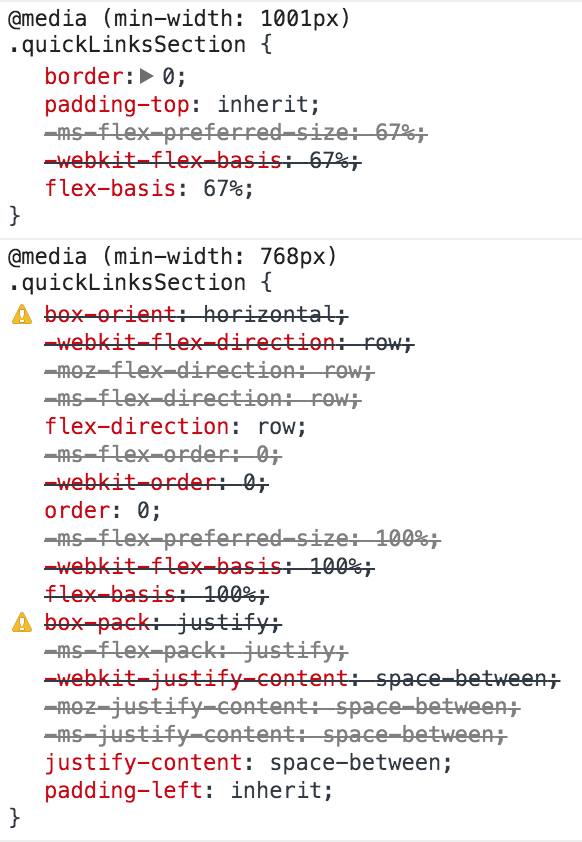 @media (min-width: 1001px)
.quickLinksSection {
border:▶ 0;
padding-top: inherit;
-ms-flex-preferred-size: 67%;
-webkit-flex-basis: 67%;
flex-basis: 67%;
}
@media (min-width: 768px)
.quickLinksSection {
box-orient: horizontal;
-webkit-flex-direction: row;
-moz-flex-direction: row;
-ms-flex-direction: row;
flex-direction: row;
-ms-flex-order: 0;
-webkit-order: 0;
order: 0;
-ms-flex-preferred-size: 100%;
-webkit-flex-basis: 100%;
flex-basis: 100%;
box-pack: justify;
-ms-flex-pack: justify;
-webkit-justify-content: space-between;
-moz-justify-content: space-between;
-ms-justify-content: space-between;
justify-content: space-between;
padding-left: inherit;
}